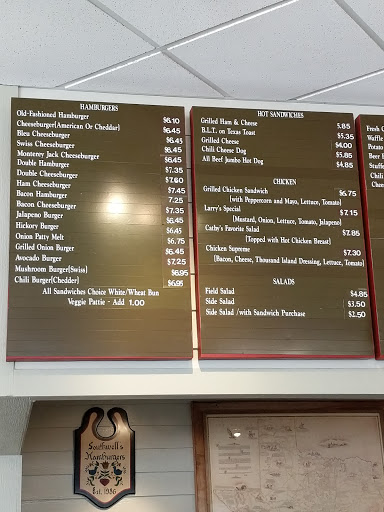 HAMBURGERS
Old-Fashioned Hamburger $6.10
Cheeseburger[American Or Cheddar] $6.45
Bleu Cheeseburger $6.45
Swiss Cheeseburger $6.45
Monterey Jack Cheeseburger $6.45
Double Hamburger $7.35
Double Cheeseburger $7.60
Ham Cheeseburger $7.45
Bacon Hamburger 7.25
Bacon Cheeseburger $7.35
Jalapeno Burger $6.45
Hickory Burger $6.45
Onion Patty Melt $6.75
Grilled Onion Burger $6.45
Avocado Burger $7.25
Mushroom Burger[Swiss] $6.95
Chili Burger[Chedder] $6.95
All Sandwiches Choice White/Wheat Bun
Veggie Pattie - Add 1.00
HOT SANDWICHES
Grilled Ham & Cheese 5.85
B.L.T. on Texas Toast $5.35
Grilled Cheese $4.00
Chili Cheese Dog $5.85
All Beef Jumbo Hot Dog $4.85
CHICKEN
Grilled Chicken Sandwich $6.75
[with Peppercorn and Mayo, Lettuce, Tomato]
Larry's Special $7.15
[Mustard, Onion, Lettuce, Tomato, Jalapeno]
Cathy's Favorite Salad $7.85
[Topped with Hot Chicken Breast]
Chicken Supreme $7.30
[Bacon, Cheese, Thousand Island Dressing, Lettuce, Tomato]
SALADS
Field Salad $4.85
Side Salad $3.50
Side Salad /with Sandwich Purchase $2.50
Fresh C
Waffle
Potato
Beer
Stuffe
Chili
Southwell's
Hamburgers
Est. 1986